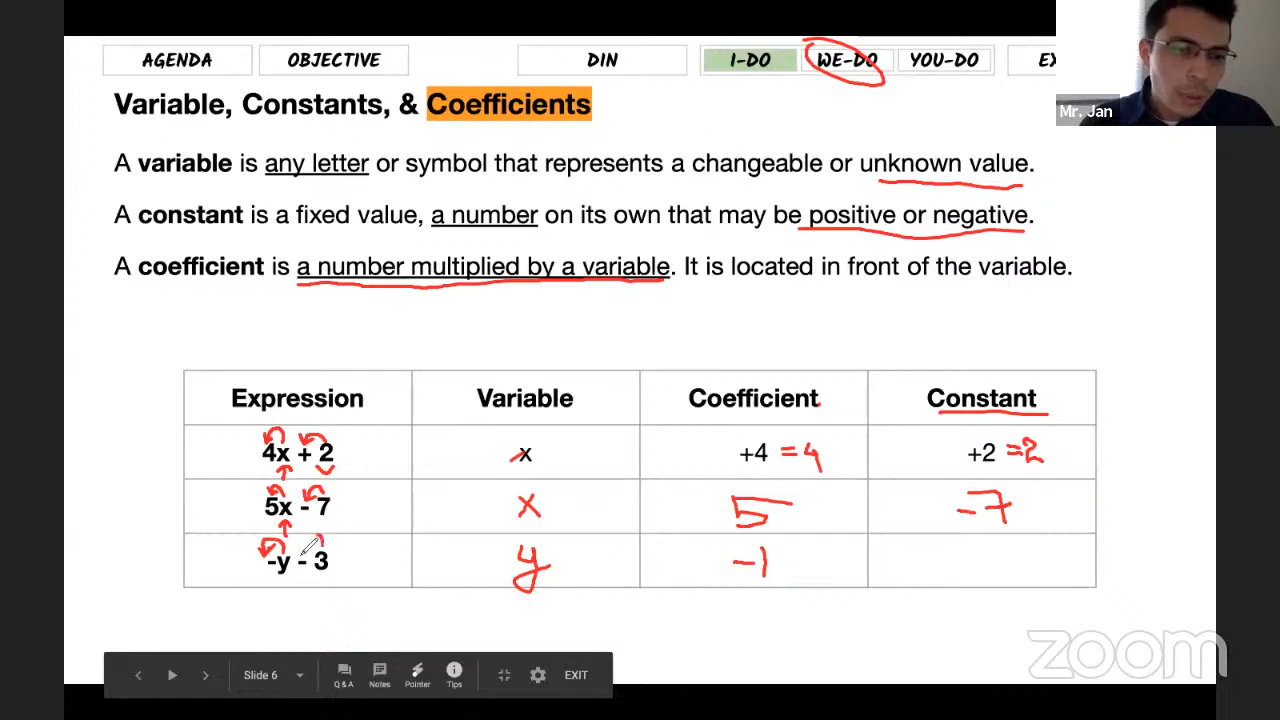 AGENDA OBJECTIVE DIN I-DO WE-DO YOU-DO EX
Mr. Jan
Variable, Constants, & Coefficients
A variable is any letter or symbol that represents a changeable or unknown value.
A constant is a fixed value, a number on its own that may be positive or negative.
A coefficient is a number multiplied by a variable. It is located in front of the variable.
Expression Variable Coefficient Constant
4x + 2 x +4 = 4 +2 = 2
5x - 7 x 5 -7
-y - 3 y -1
zoom
Slide 6 Q & A Notes Pointer Tips EXIT